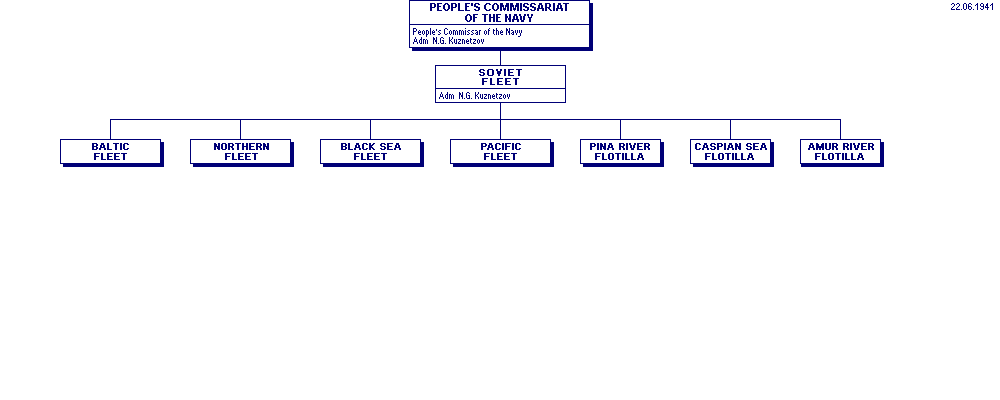 PEOPLE'S COMMISSARIAT
OF THE NAVY
22.06.1941
People's Commissar of the Navy
Adm N.G. Kuznetzov
SOVIET
FLEET
Adm N.G. Kuznetzov
BALTIC
FLEET
NORTHERN
FLEET
BLACK SEA
FLEET
PACIFIC
FLEET
PINA RIVER
FLOTILLA
CASPIAN SEA
FLOTILLA
AMUR RIVER
FLOTILLA